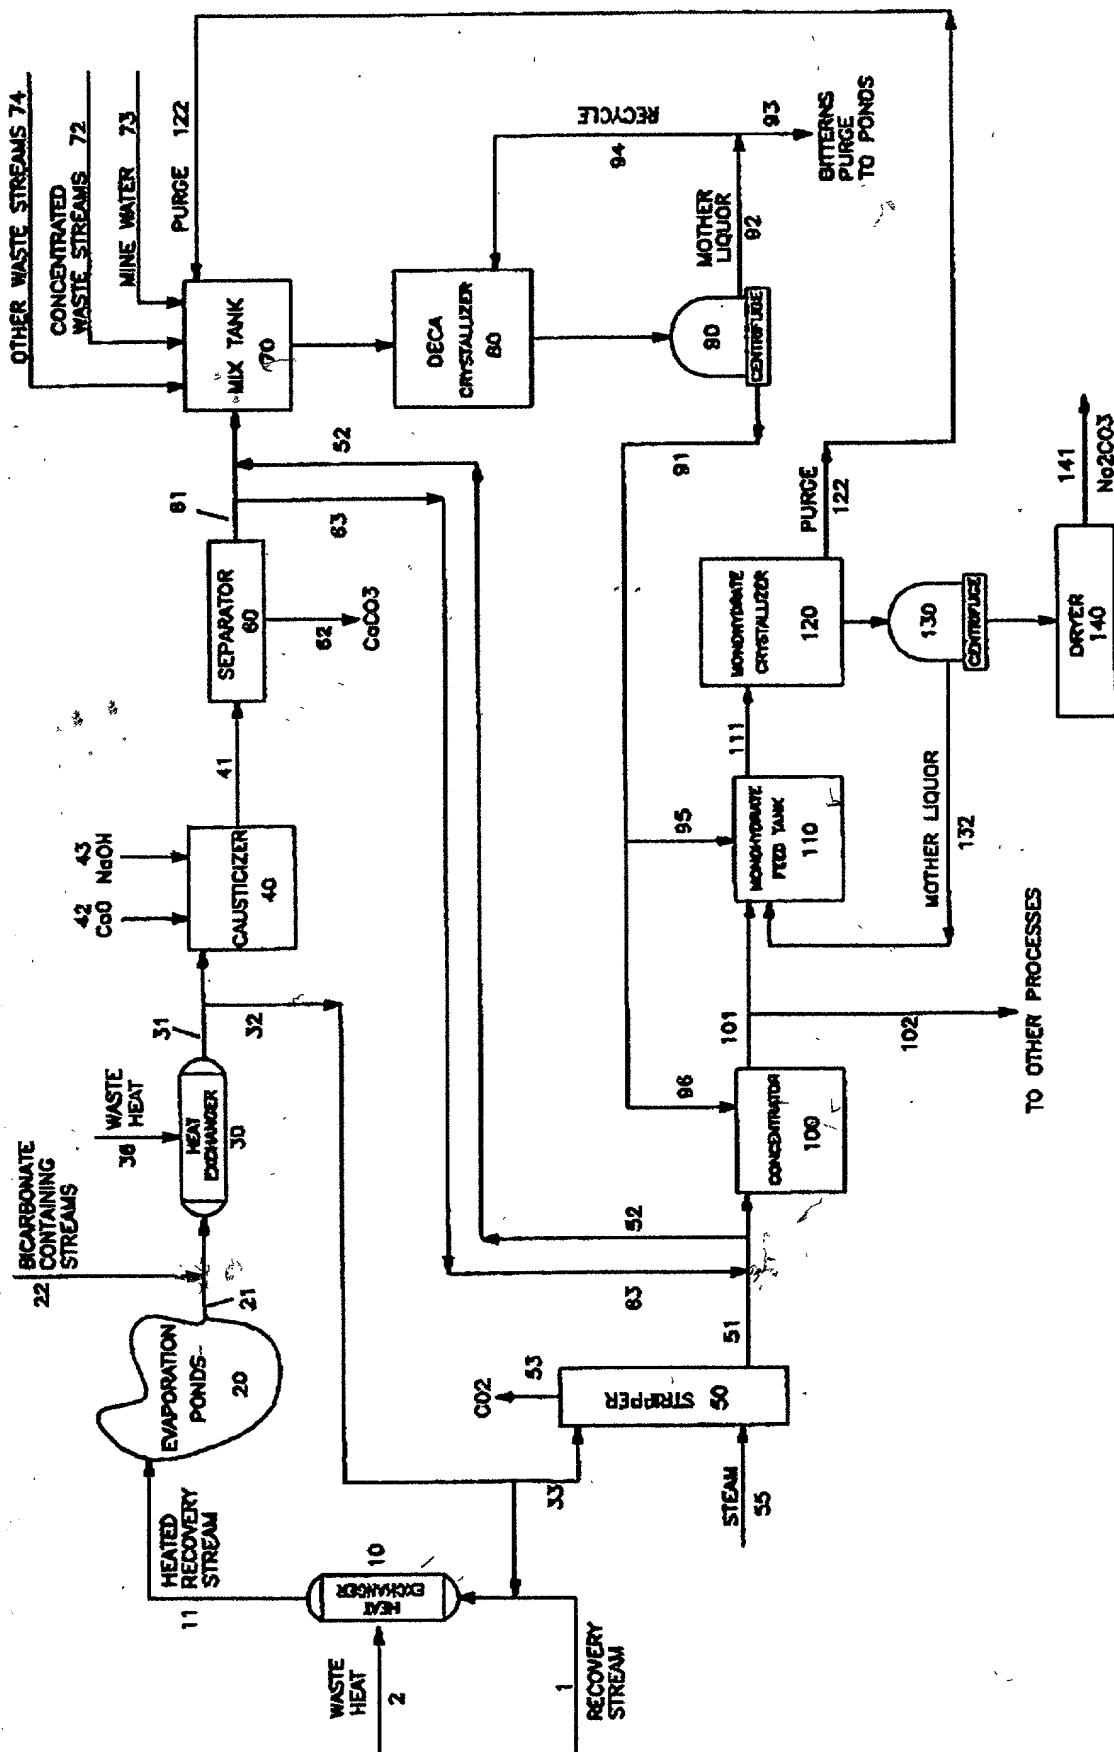 WASTE
HEAT
2
1
RECOVERY
STREAM
HEAT
EXCHANGER
10
11
HEATED
RECOVERY
STREAM
EVAPORATION
PONDS
20
21
22
BICARBONATE
CONTAINING
STREAMS
36
WASTE
HEAT
HEAT
EXCHANGER
30
31
32
33
42
CaO
43
NaOH
CAUSTICIZER
40
41
SEPARATOR
60
61
62
CaCO3
63
52
OTHER WASTE STREAMS 74
CONCENTRATED
WASTE STREAMS 72
MINE WATER 73
PURGE 122
MIX TANK
70
DECA
CRYSTALLIZER
80
RECYCLE
94
90
CENTRIFUGE
MOTHER
LIQUOR
92
93
BITTERNS
PURGE
TO PONDS
91
STEAM
55
STRIPPER 50
CO2
53
51
63
52
CONCENTRATOR
100
96
101
102
TO OTHER PROCESSES
95
MONOHYDRATE
FEED TANK
110
111
MONOHYDRATE
CRYSTALLIZER
120
PURGE
122
130
CENTRIFUGE
MOTHER LIQUOR
132
DRYER
140
141
Na2CO3